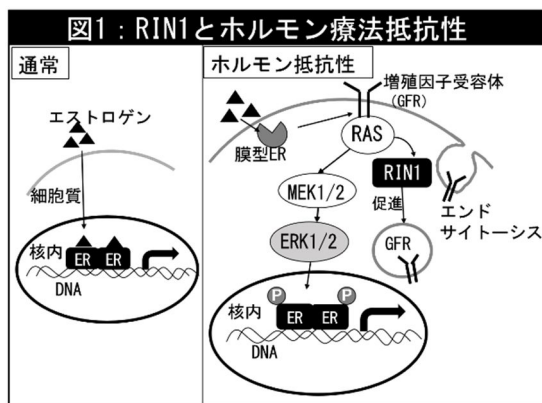 図1：RIN1とホルモン療法抵抗性
通常
エストロゲン
細胞質
核内
ER
ER
DNA
ホルモン抵抗性
増殖因子受容体
(GFR)
膜型ER
RAS
RIN1
MEK1/2
促進
エンド
サイトーシス
ERK1/2
GFR
核内
P
P
ER
ER
DNA